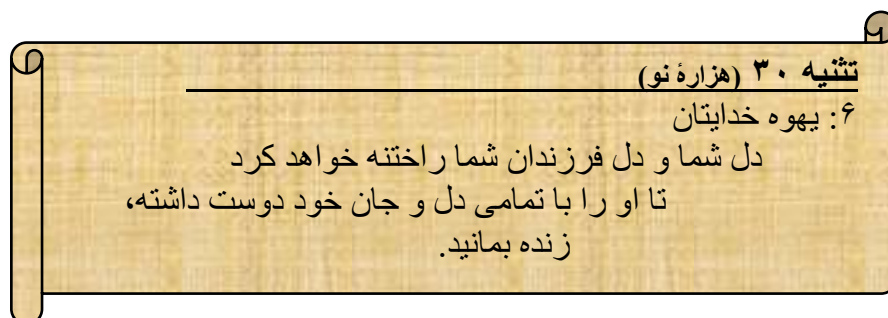 تثنیه ۳۰ (هزارۀ نو)
۶: یهوه خدایتان
دل شما و دل فرزندان شما را ختنه خواهد کرد
تا او را با تمامی دل و جان خود دوست داشته،
زنده بمانید.